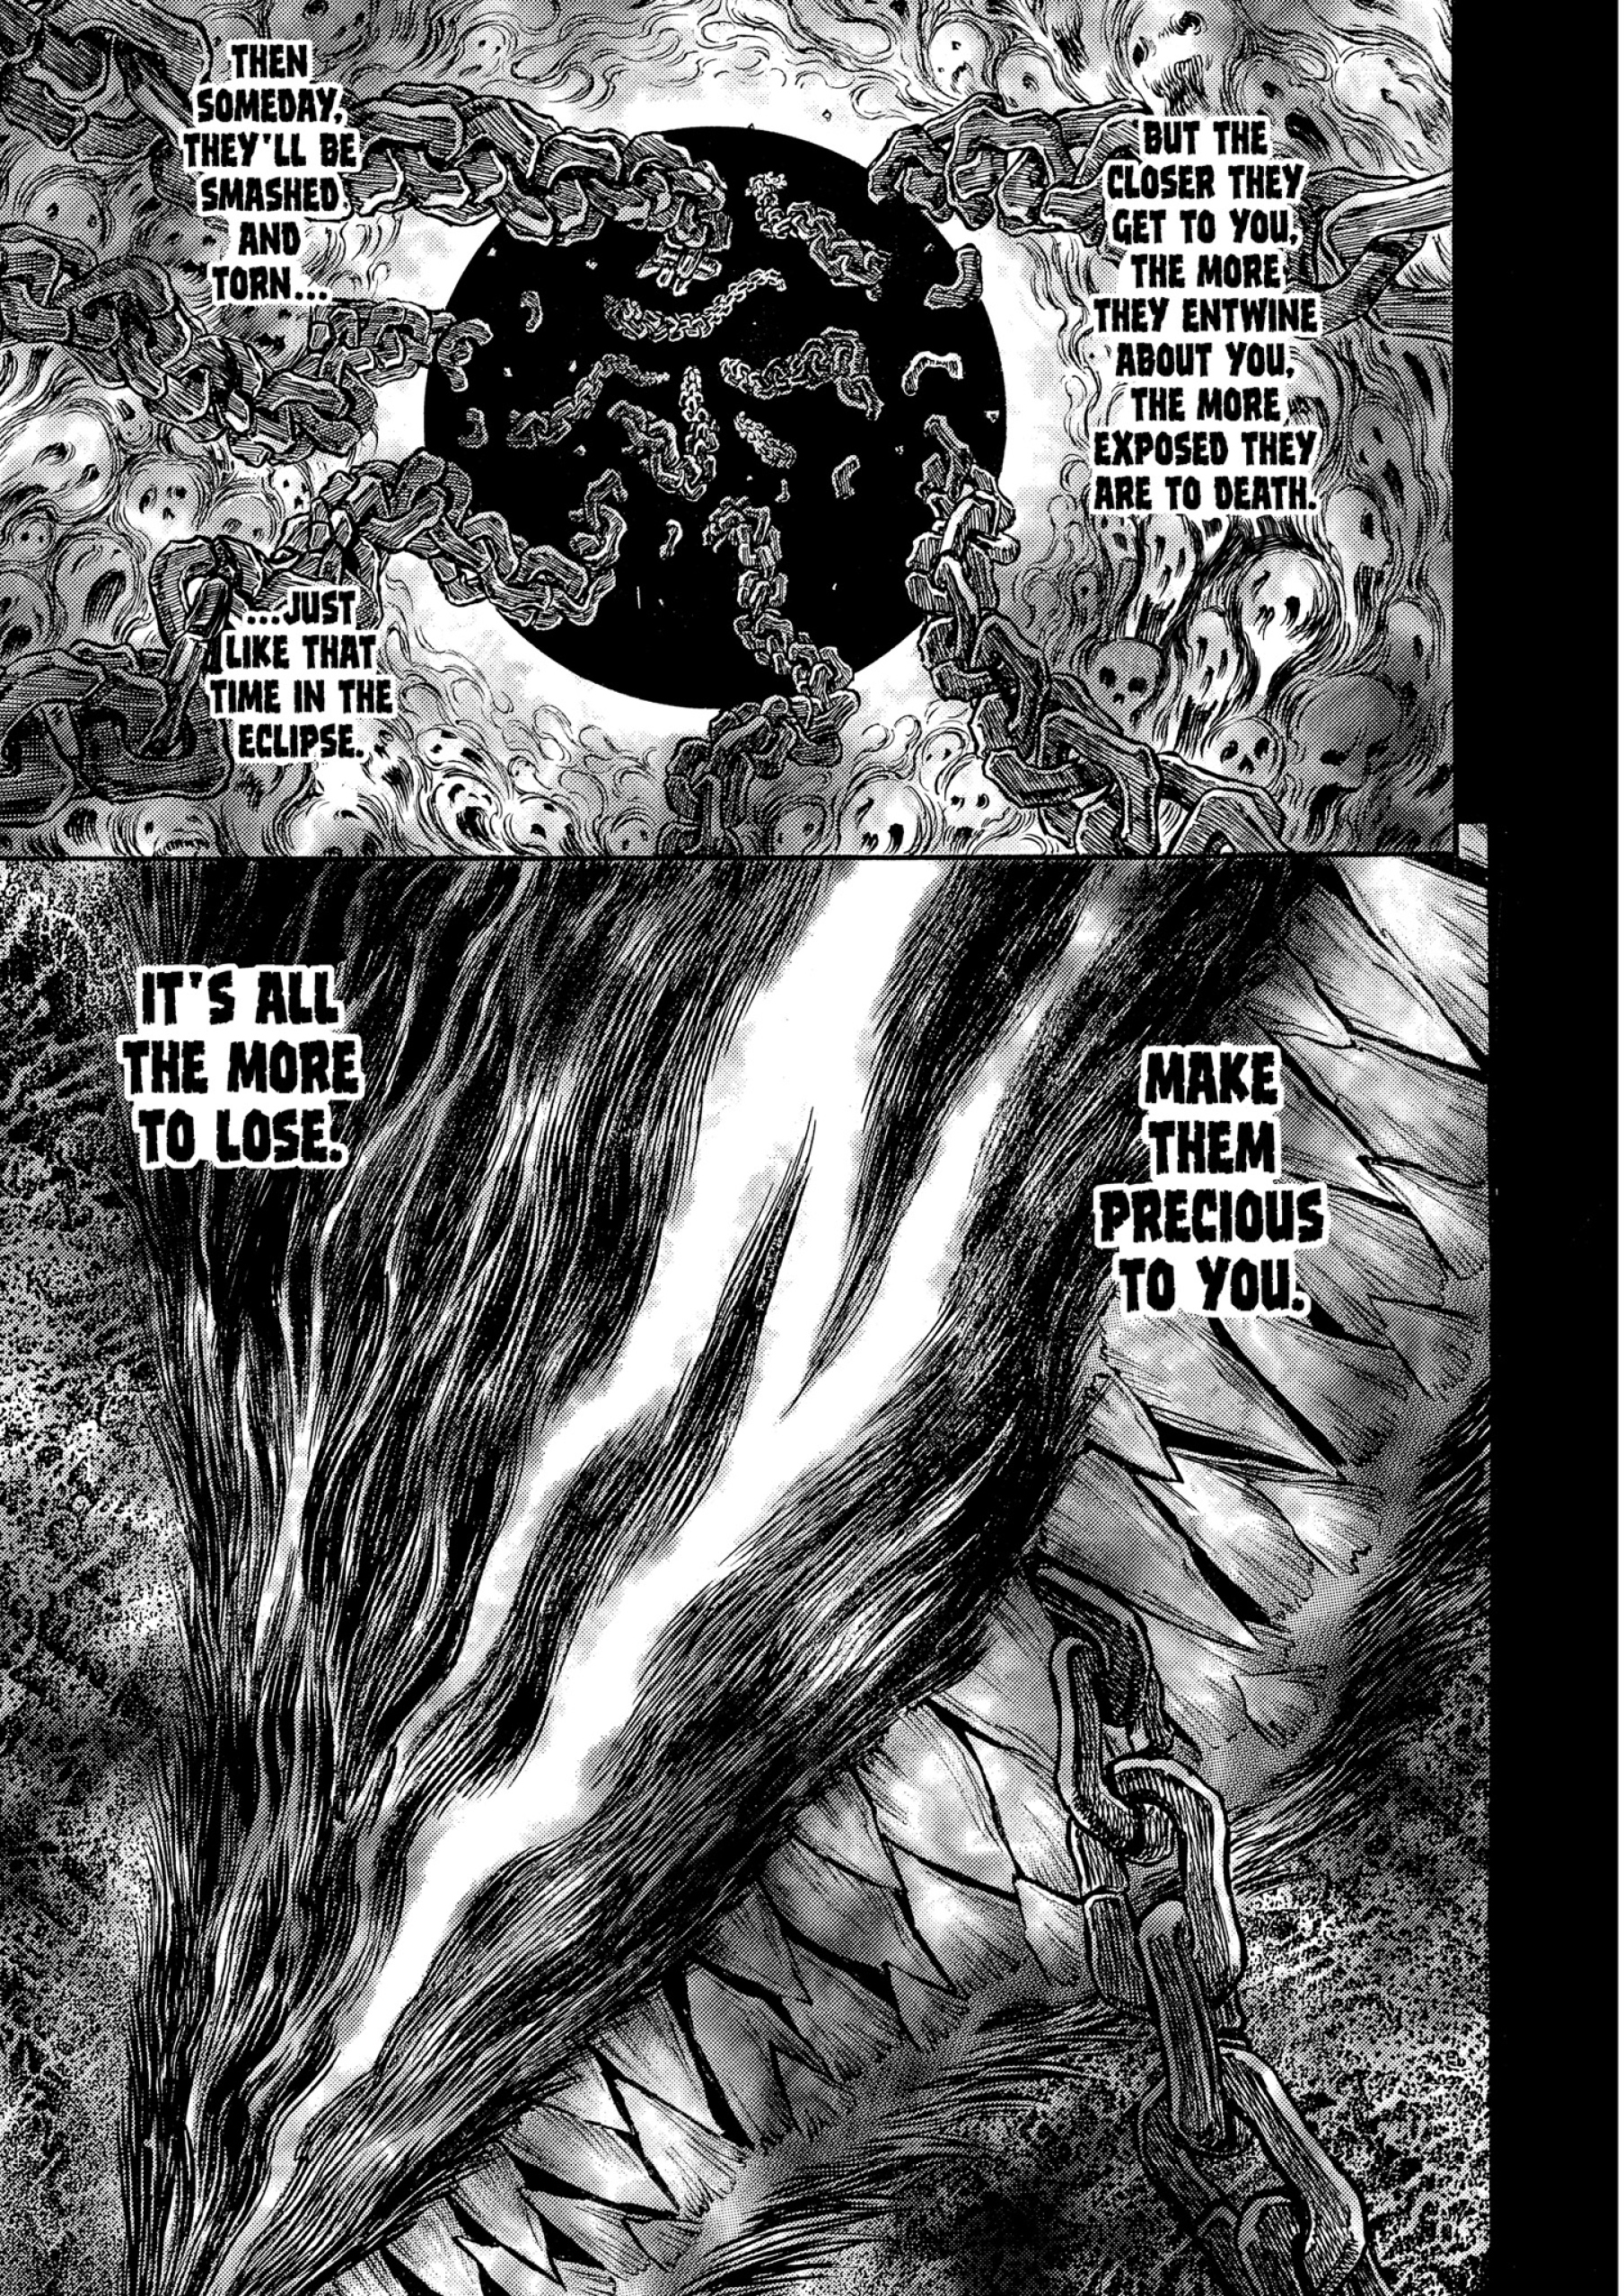 BUT THE
CLOSER THEY
GET TO YOU,
THE MORE
THEY ENTWINE
ABOUT YOU,
THE MORE
EXPOSED THEY
ARE TO DEATH.
THEN
SOMEDAY,
THEY'LL BE
SMASHED
AND
TORN...
...JUST
LIKE THAT
TIME IN THE
ECLIPSE.
MAKE
THEM
PRECIOUS
TO YOU.
IT'S ALL
THE MORE
TO LOSE.